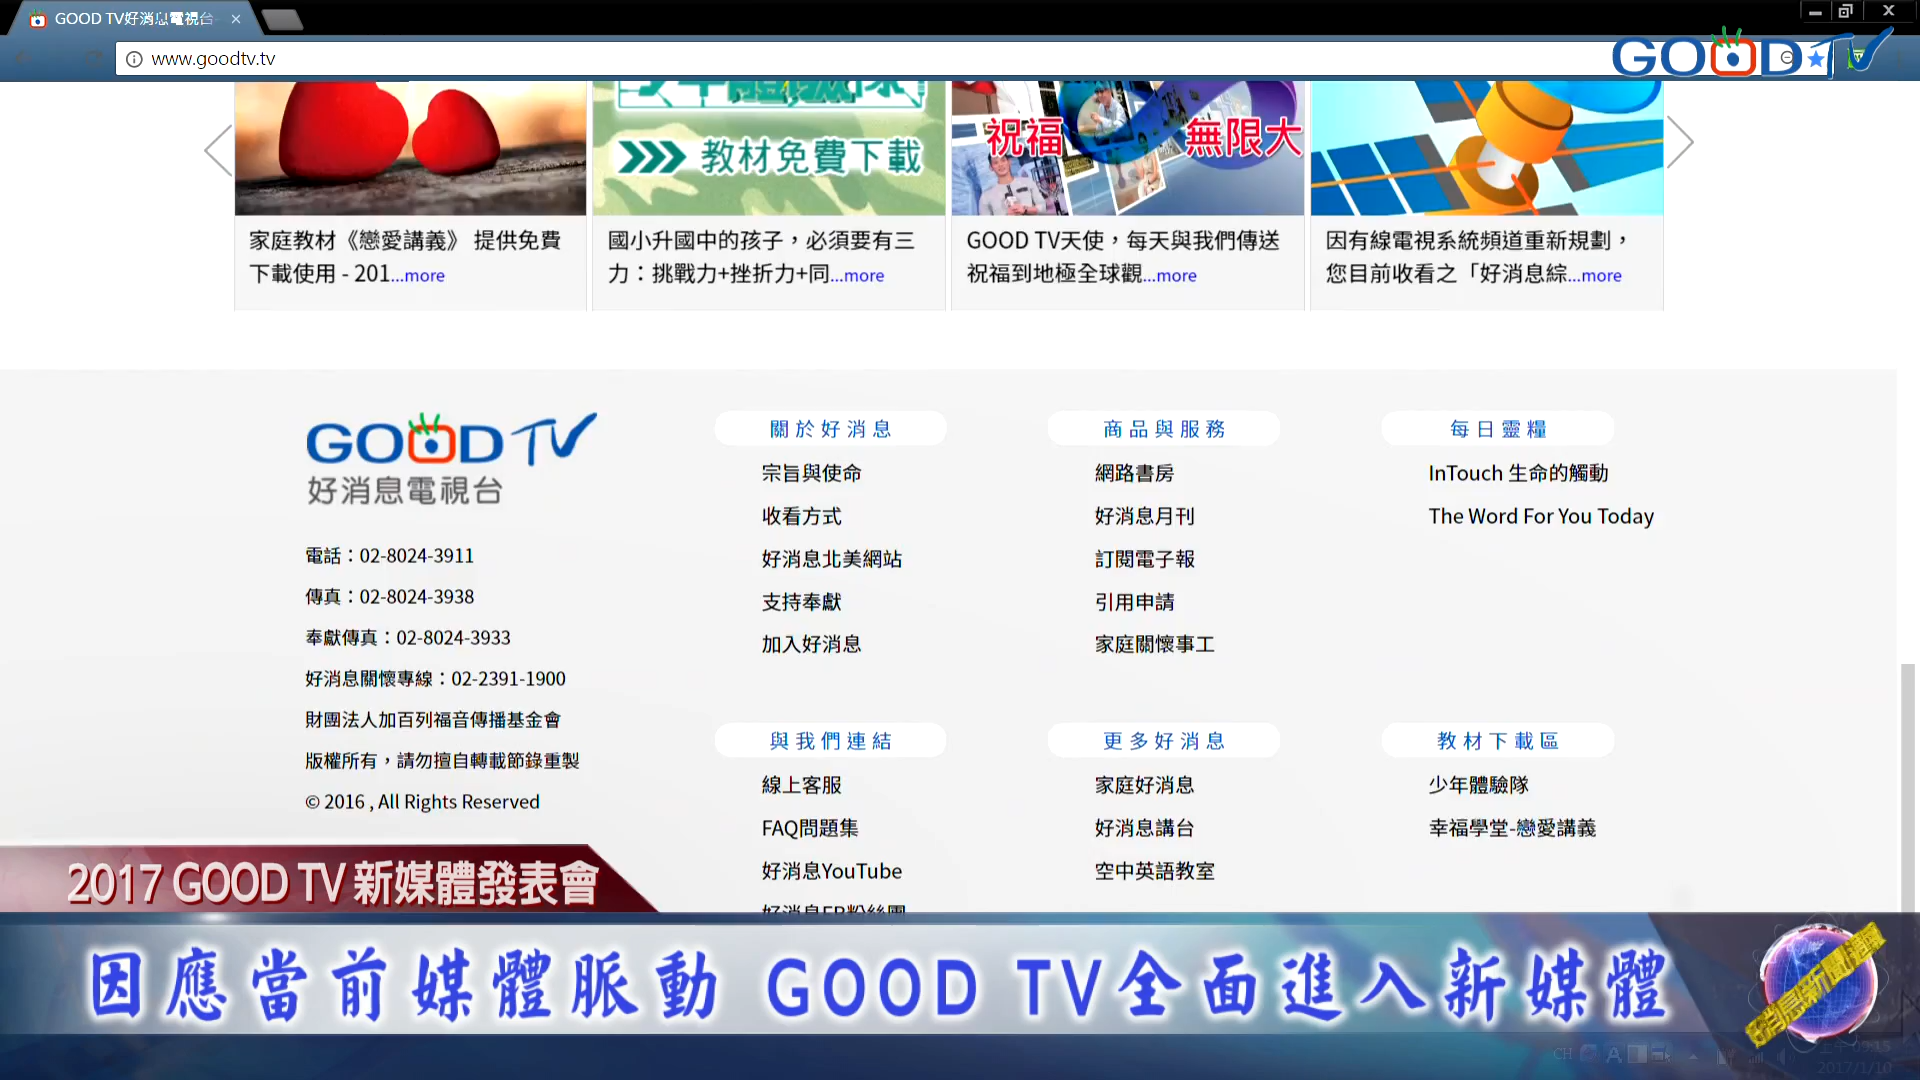 GOOD TV好消息電視台
www.goodtv.tv
GOOD TV
教材免費下載
祝福 無限大
家庭教材《戀愛講義》 提供免費
下載使用 - 201...more
國小升國中的孩子，必須要有三
力：挑戰力+挫折力+同...more
GOOD TV天使，每天與我們傳送
祝福到地極全球觀...more
因有線電視系統頻道重新規劃，
您目前收看之「好消息綜...more
GOOD TV
好消息電視台
電話：02-8024-3911
傳真：02-8024-3938
奉獻傳真：02-8024-3933
好消息關懷專線：02-2391-1900
財團法人加百列福音傳播基金會
版權所有，請勿擅自轉載節錄重製
© 2016 , All Rights Reserved
關於好消息
宗旨與使命
收看方式
好消息北美網站
支持奉獻
加入好消息
商品與服務
網路書房
好消息月刊
訂閱電子報
引用申請
家庭關懷事工
每日靈糧
InTouch 生命的觸動
The Word For You Today
與我們連結
線上客服
FAQ問題集
好消息YouTube
好消息FB粉絲團
更多好消息
家庭好消息
好消息講台
空中英語教室
教材下載區
少年體驗隊
幸福學堂-戀愛講義
2017 GOOD TV 新媒體發表會
因應當前媒體脈動 GOOD TV全面進入新媒體
CH
2017/1/10